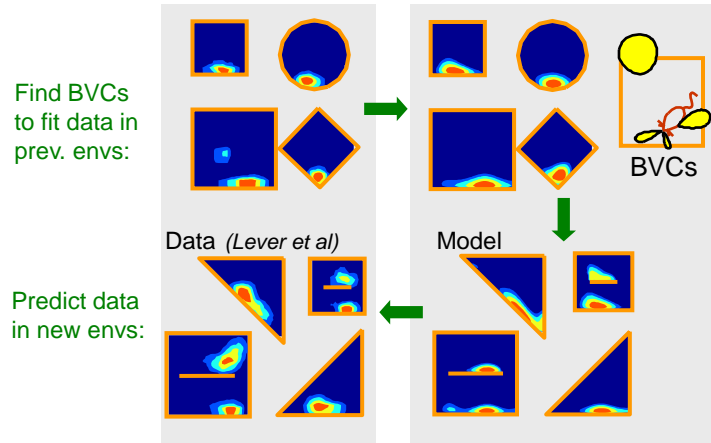 Find BVCs
to fit data in
prev. envs:
BVCs
Data (Lever et al)
Model
Predict data
in new envs: